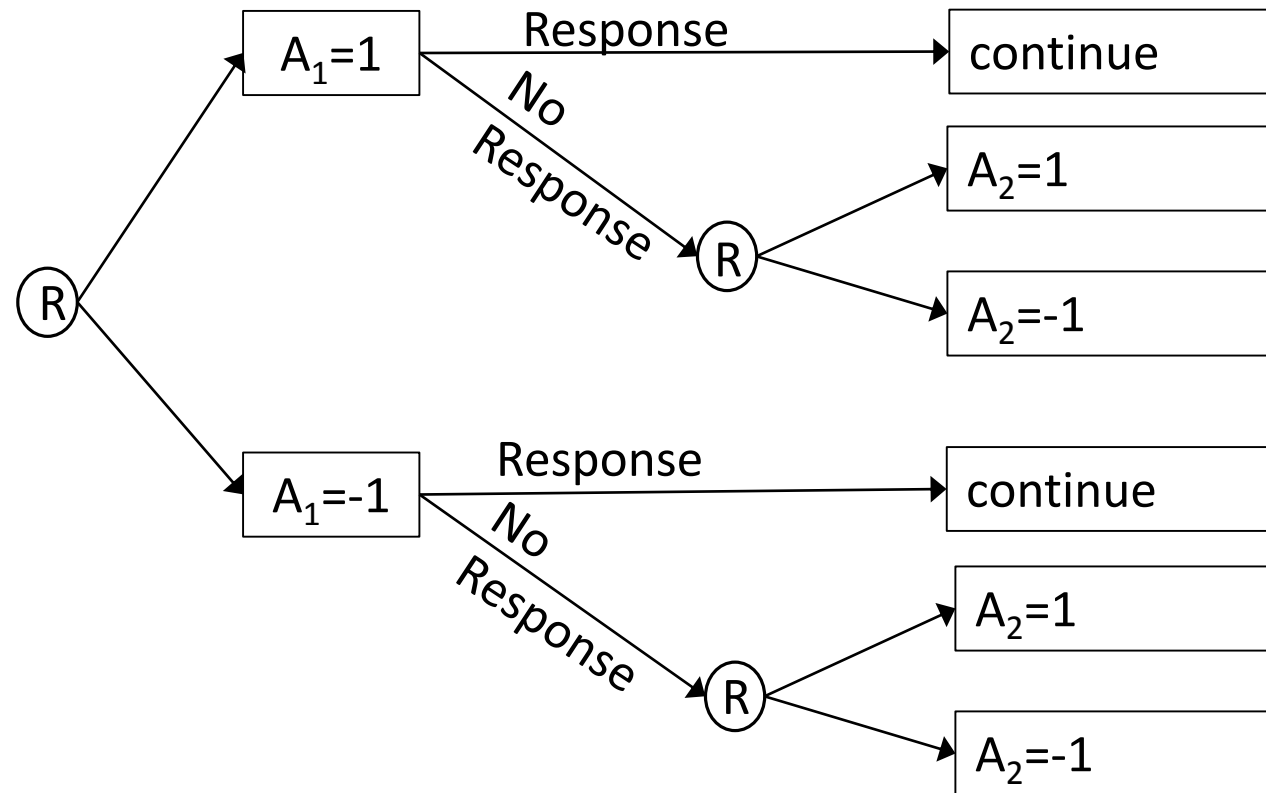 A₁=1
Response
continue
No
Response
A₂=1
R
A₂=-1
R
A₁=-1
Response
continue
No
Response
A₂=1
R
A₂=-1